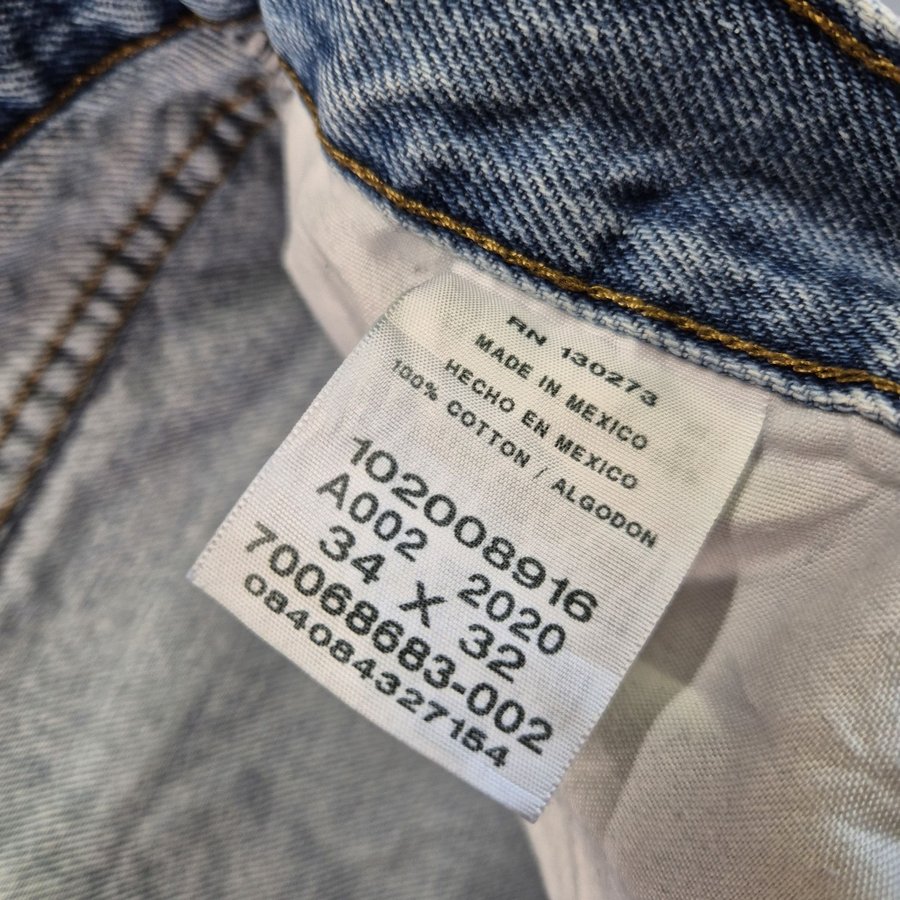 RN 130273
MADE IN MEXICO
HECHO EN MEXICO
100% COTTON / ALGODON
102008916
A002 2020
34 X 32
70068683-002
084084327154